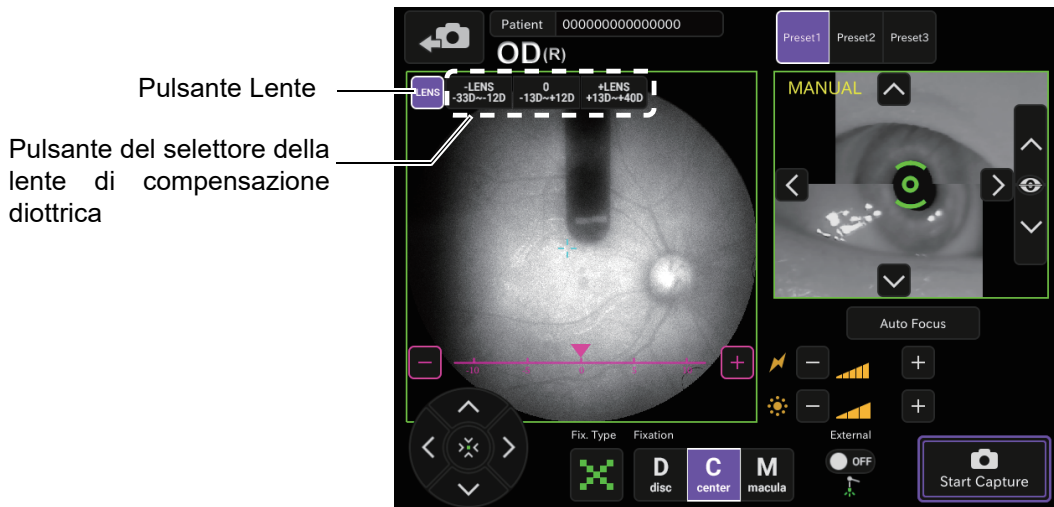 Pulsante Lente
Pulsante del selettore della
lente di compensazione
diottrica
Patient 000000000000000
OD(R)
LENS
-LENS
-33D~-12D
0
-13D~+12D
+LENS
+13D~+40D
-10 -5 0 5
Preset1 Preset2 Preset3
MANUAL
Auto Focus
Fix. Type
Fixation
D
disc
C
center
M
macula
External
OFF
Start Capture